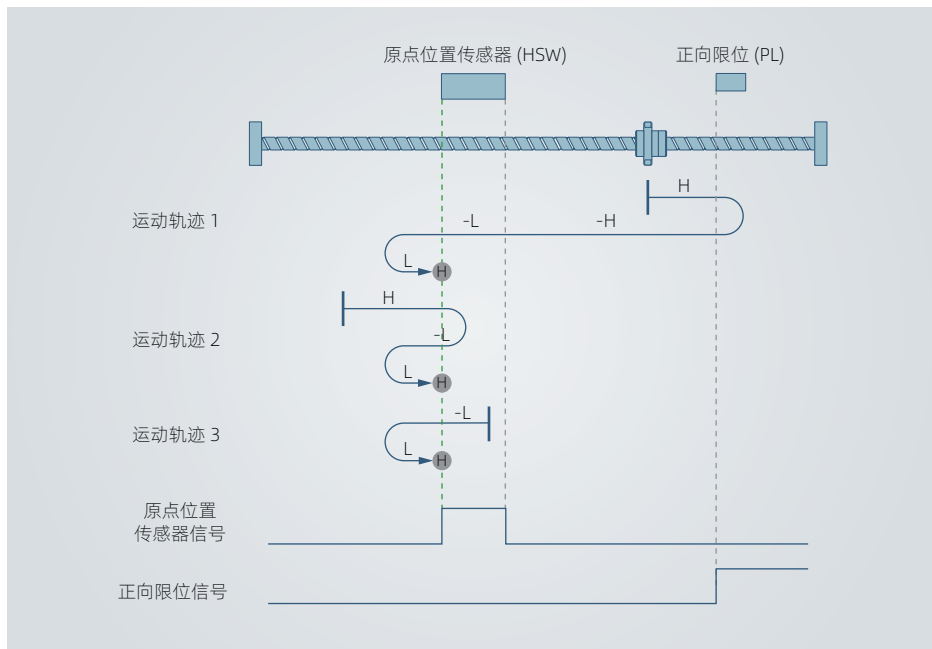 原点位置传感器 (HSW)
正向限位 (PL)
H
运动轨迹 1
-L
-H
L
H
H
运动轨迹 2
-L
L
H
-L
运动轨迹 3
L
H
原点位置
传感器信号
正向限位信号